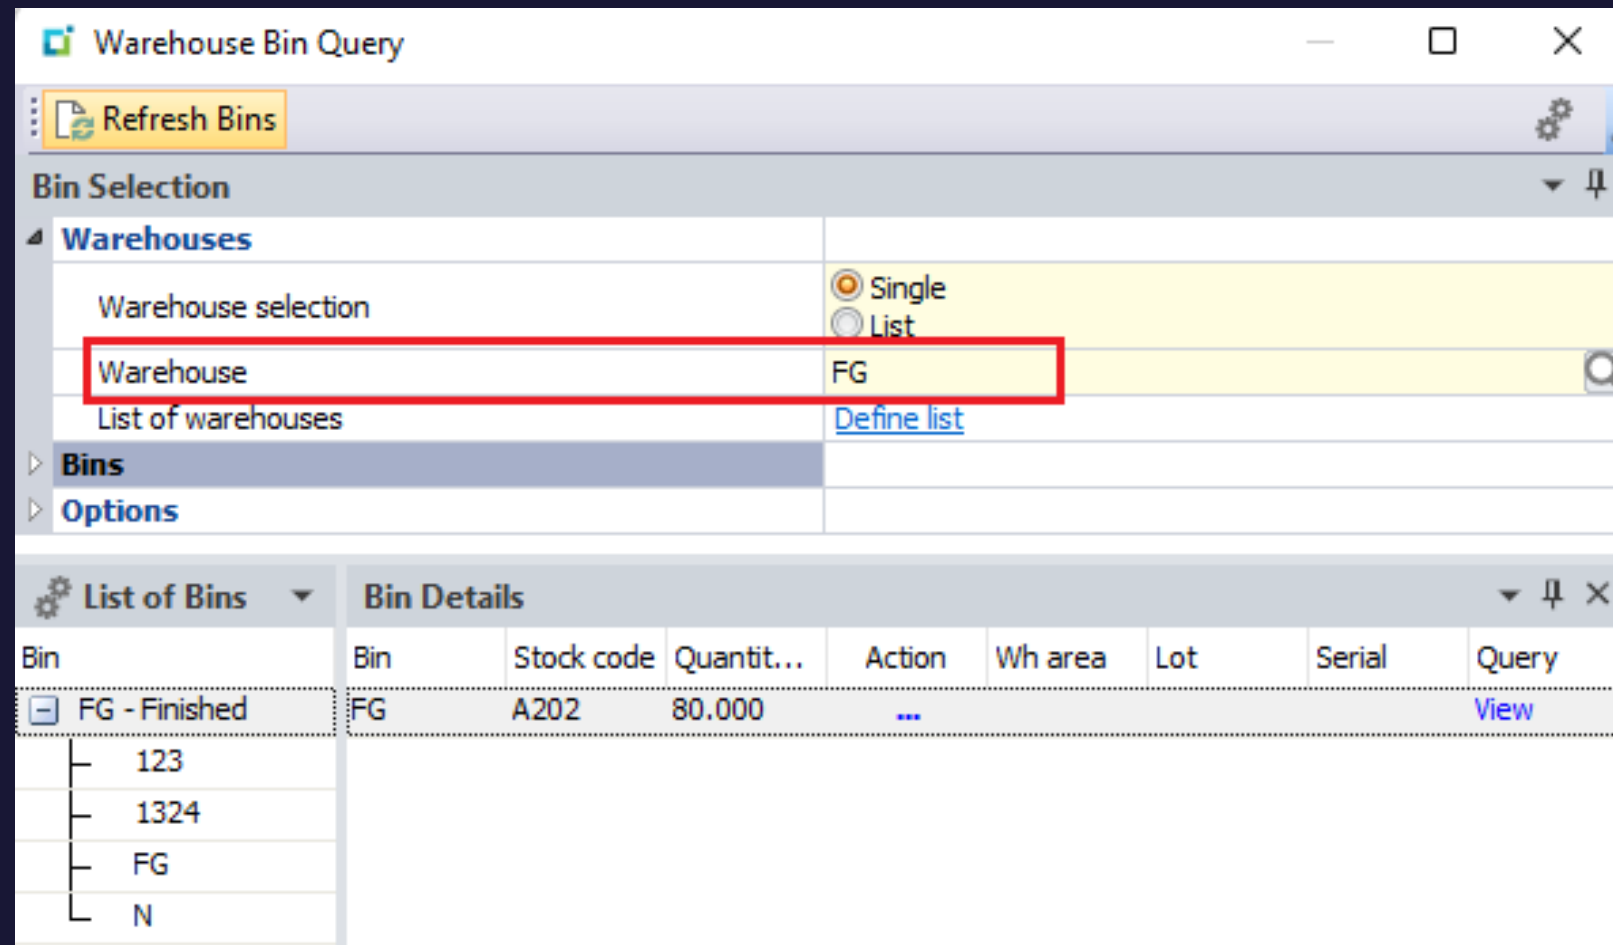 Warehouse Bin Query
Refresh Bins
Bin Selection
Warehouses
Warehouse selection
Single
List
Warehouse FG
List of warehouses Define list
Bins
Options
List of Bins Bin Details
Bin Bin Stock code Quantit... Action Wh area Lot Serial Query
FG - Finished FG A202 80.000 ... View
123
1324
FG
N